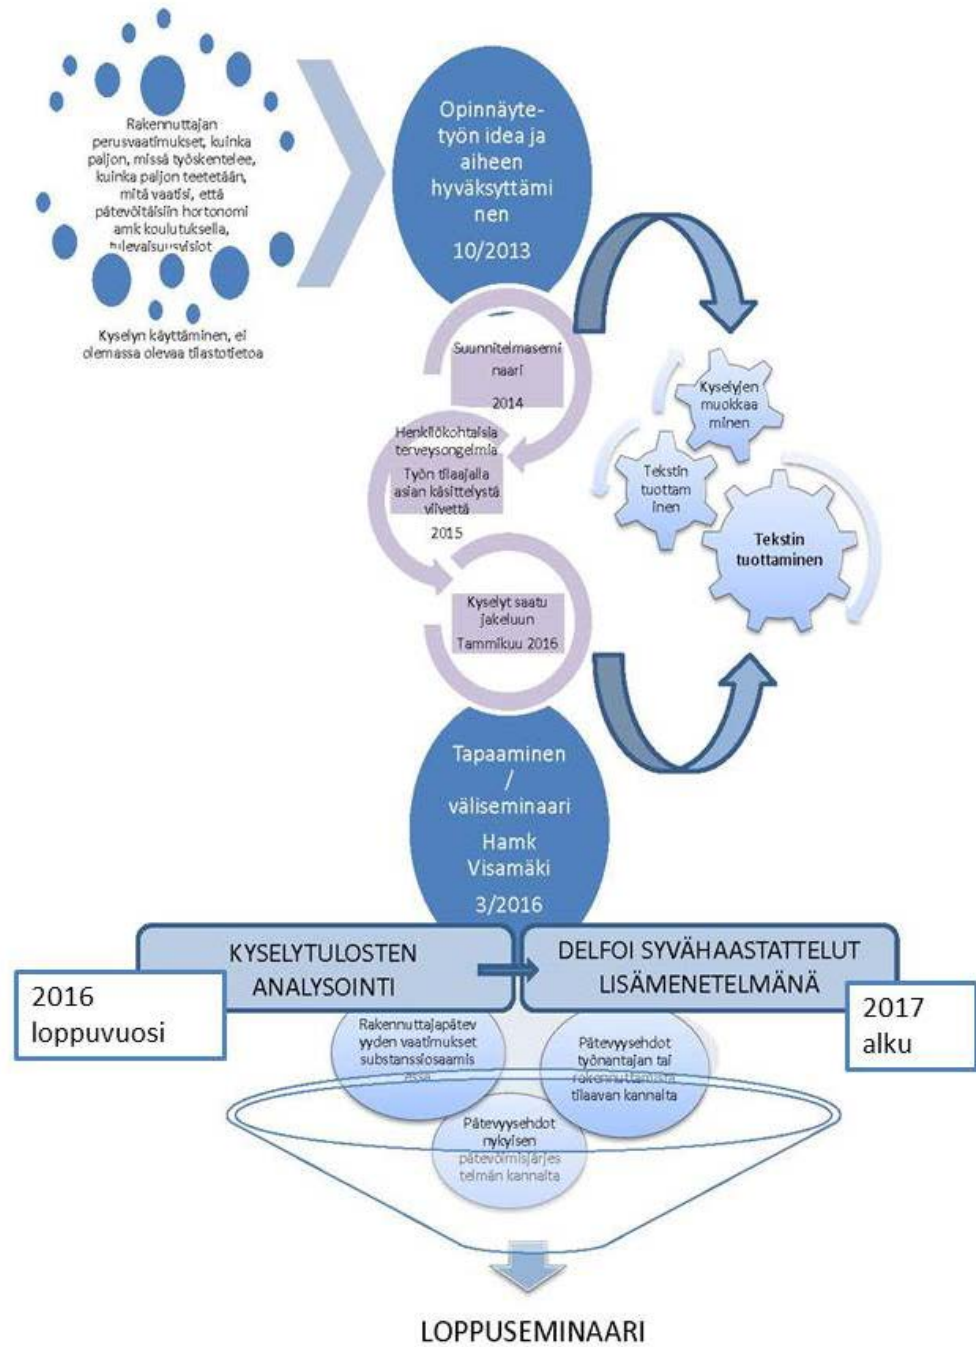 Rakennuttajan
perusvaatimukset, kuinka
paljon, missä työskentelee,
kuinka paljon teetetään,
mitä vaatisi, että
pätevöitäisiin hortonomi
amk koulutuksella,
tulevaisuusvisiot
Kyselyn käyttäminen, ei
olemassa olevaa tilastotietoa
Opinnäyte-
työn idea ja
aiheen
hyväksyttämi
nen
10/2013
Suunnitelmasemi
naari
2014
Henkilökohtaisia
terveysongelmia
Työn tilaajalla
asian käsittelystä
viivettä
2015
Kyselyt saatu
jakeluun
Tammikuu 2016
Kyselyjen
muokkaa
minen
Tekstin
tuottam
inen
Tekstin
tuottaminen
Tapaaminen
/
väliseminaari
Hamk
Visamäki
3/2016
KYSELYTULOSTEN
ANALYSOINTI
DELFOI SYVÄHAASTATTELUT
LISÄMENETELMÄNÄ
2016
loppuvuosi
2017
alku
Rakennuttajapätev
yyden vaatimukset
substanssiosaamis
essa
Pätevyysehdot
työnantajan tai
rakennuttamista
tilaavan kannalta
Pätevyysehdot
nykyisen
pätevöimisjärjes
telmän kannalta
LOPPUSEMINAARI